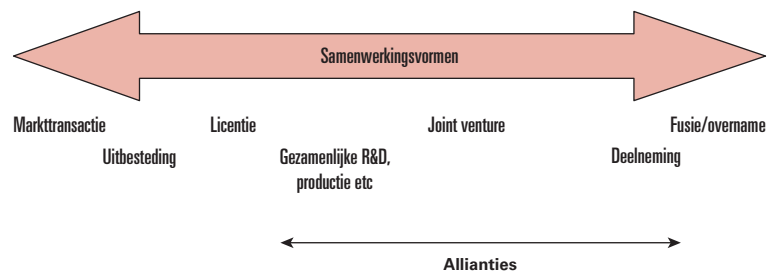 Samenwerkingsvormen
Markttransactie
Licentie
Joint venture
Fusie/overname
Uitbesteding
Gezamenlijke R&D,
productie etc
Deelneming
Allianties